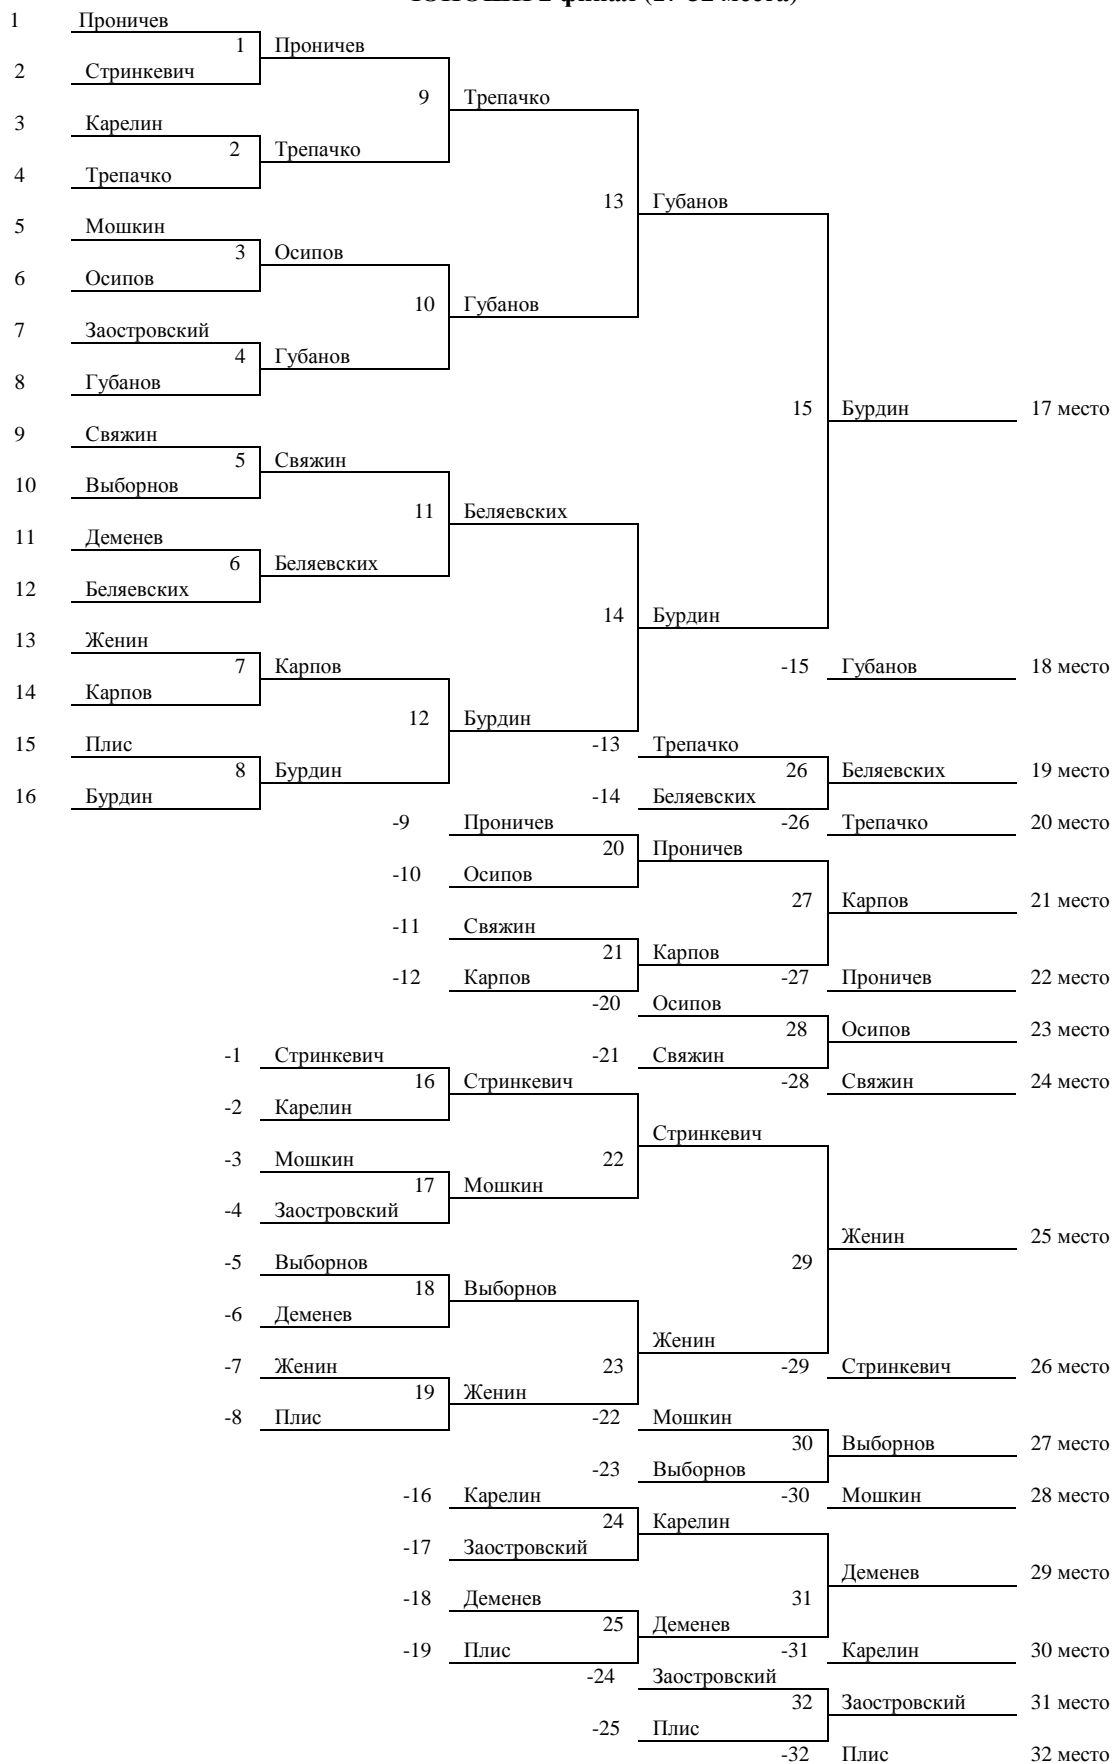 ЮНОШИ 2 финал (17-32 места)
1 Проничев
1 Проничев
2 Стринкевич
9 Трепачко
3 Карелин
2 Трепачко
4 Трепачко
13 Губанов
5 Мошкин
3 Осипов
6 Осипов
10 Губанов
7 Заостровский
4 Губанов
8 Губанов
15 Бурдин 17 место
9 Свяжин
5 Свяжин
10 Выборнов
11 Беляевских
11 Деменев
6 Беляевских
12 Беляевских
14 Бурдин
13 Женин
7 Карпов -15 Губанов 18 место
14 Карпов
12 Бурдин
15 Плис -13 Трепачко
8 Бурдин 26 Беляевских 19 место
16 Бурдин -14 Беляевских
-9 Проничев -26 Трепачко 20 место
20 Проничев
-10 Осипов
27 Карпов 21 место
-11 Свяжин
21 Карпов
-12 Карпов -27 Проничев 22 место
-20 Осипов
28 Осипов 23 место
-1 Стринкевич -21 Свяжин
16 Стринкевич -28 Свяжин 24 место
-2 Карелин
Стринкевич
-3 Мошкин 22
17 Мошкин
-4 Заостровский
Женин 25 место
-5 Выборнов 29
18 Выборнов
-6 Деменев
Женин
-7 Женин 23 -29 Стринкевич 26 место
19 Женин
-8 Плис -22 Мошкин
30 Выборнов 27 место
-23 Выборнов
-16 Карелин -30 Мошкин 28 место
24 Карелин
-17 Заостровский
Деменев 29 место
-18 Деменев 31
25 Деменев
-19 Плис -31 Карелин 30 место
-24 Заостровский
32 Заостровский 31 место
-25 Плис
-32 Плис 32 место